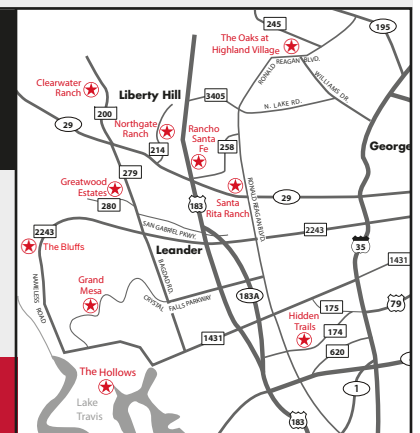 245
195
The Oaks at
Highland Village
RONALD REAGAN BLVD.
WILLIAMS DR.
Clearwater
Ranch
Liberty Hill
3405
N. LAKE RD.
200
29
Northgate
Ranch
Rancho
Santa
Fe
214
258
George
279
Greatwood
Estates
280
183
Santa
Rita Ranch
29
RONALD REAGAN BLVD.
SAN GABRIEL PKWY.
2243
2243
The Bluffs
Leander
35
1431
NAMELESS ROAD
Grand
Mesa
BAGDAD RD.
CRYSTAL FALLS PARKWAY
183A
175
79
Hidden
Trails
174
1431
620
The Hollows
Lake
Travis
1
183